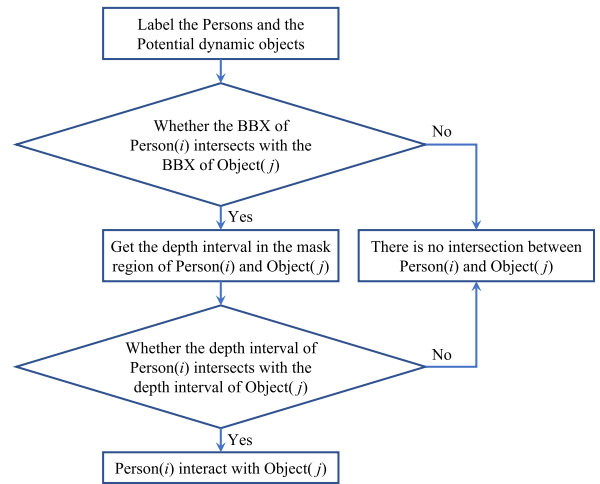 Label the Persons and the
Potential dynamic objects
Whether the BBX of
Person(i) intersects with the
BBX of Object( j)
No
Yes
Get the depth interval in the mask
region of Person(i) and Object( j)
There is no intersection between
Person(i) and Object( j)
Whether the depth interval of
Person(i) intersects with the
depth interval of Object( j)
No
Yes
Person(i) interact with Object( j)